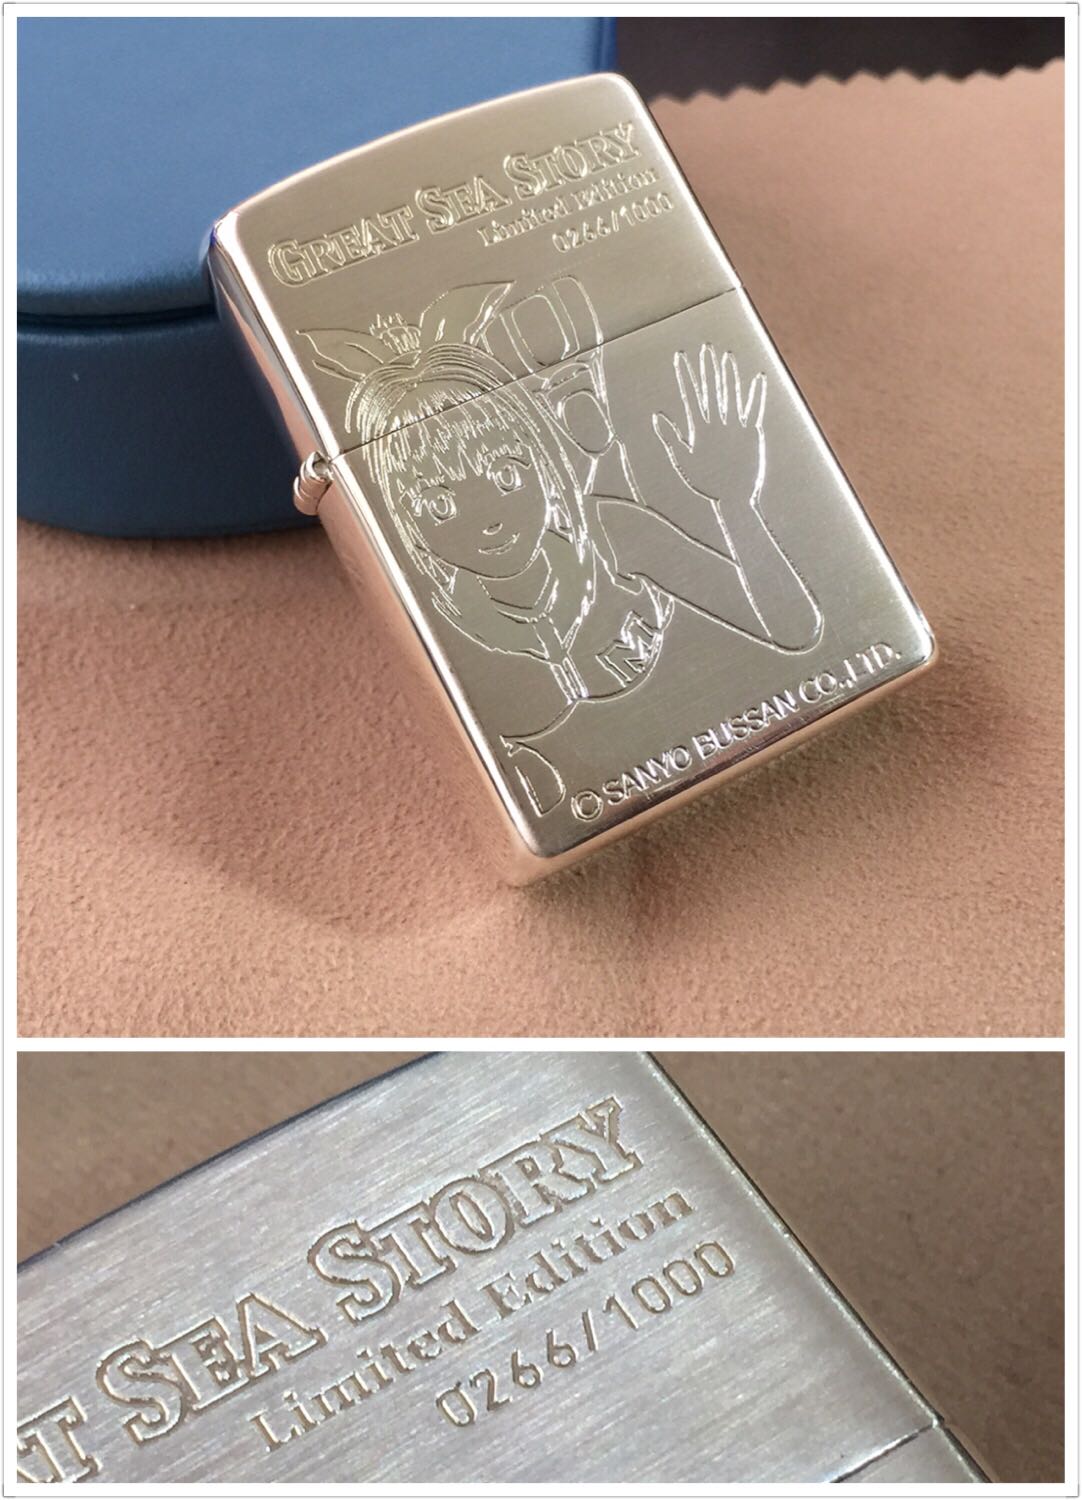 GREAT SEA STORY
Limited Edition
0266/1000
M
© SANYO BUSSAN CO.,LTD.
SEA STORY
Limited Edition
0266/1000